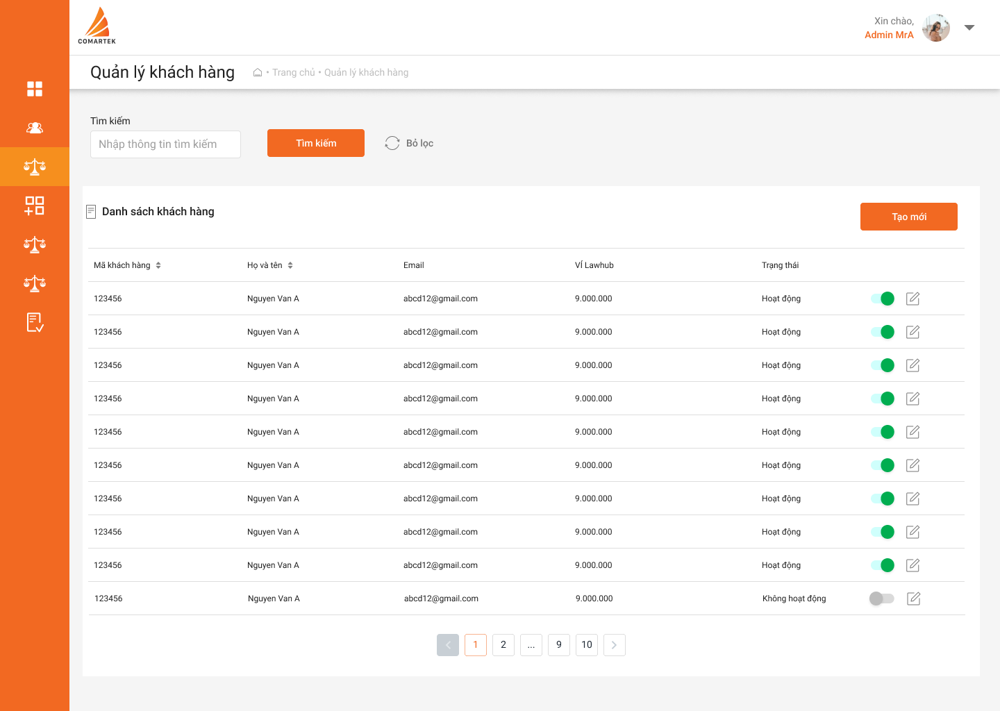 COMARTEK
Xin chào,
Admin MrA
Quản lý khách hàng
• Trang chủ • Quản lý khách hàng
Tìm kiếm
Nhập thông tin tìm kiếm
Tìm kiếm
Bỏ lọc
Danh sách khách hàng
Tạo mới
Mã khách hàng Họ và tên Email VÍ Lawhub Trạng thái
123456 Nguyen Van A abcd12@gmail.com 9.000.000 Hoạt động
123456 Nguyen Van A abcd12@gmail.com 9.000.000 Hoạt động
123456 Nguyen Van A abcd12@gmail.com 9.000.000 Hoạt động
123456 Nguyen Van A abcd12@gmail.com 9.000.000 Hoạt động
123456 Nguyen Van A abcd12@gmail.com 9.000.000 Hoạt động
123456 Nguyen Van A abcd12@gmail.com 9.000.000 Hoạt động
123456 Nguyen Van A abcd12@gmail.com 9.000.000 Hoạt động
123456 Nguyen Van A abcd12@gmail.com 9.000.000 Hoạt động
123456 Nguyen Van A abcd12@gmail.com 9.000.000 Hoạt động
123456 Nguyen Van A abcd12@gmail.com 9.000.000 Không hoạt động
1 2 ... 9 10